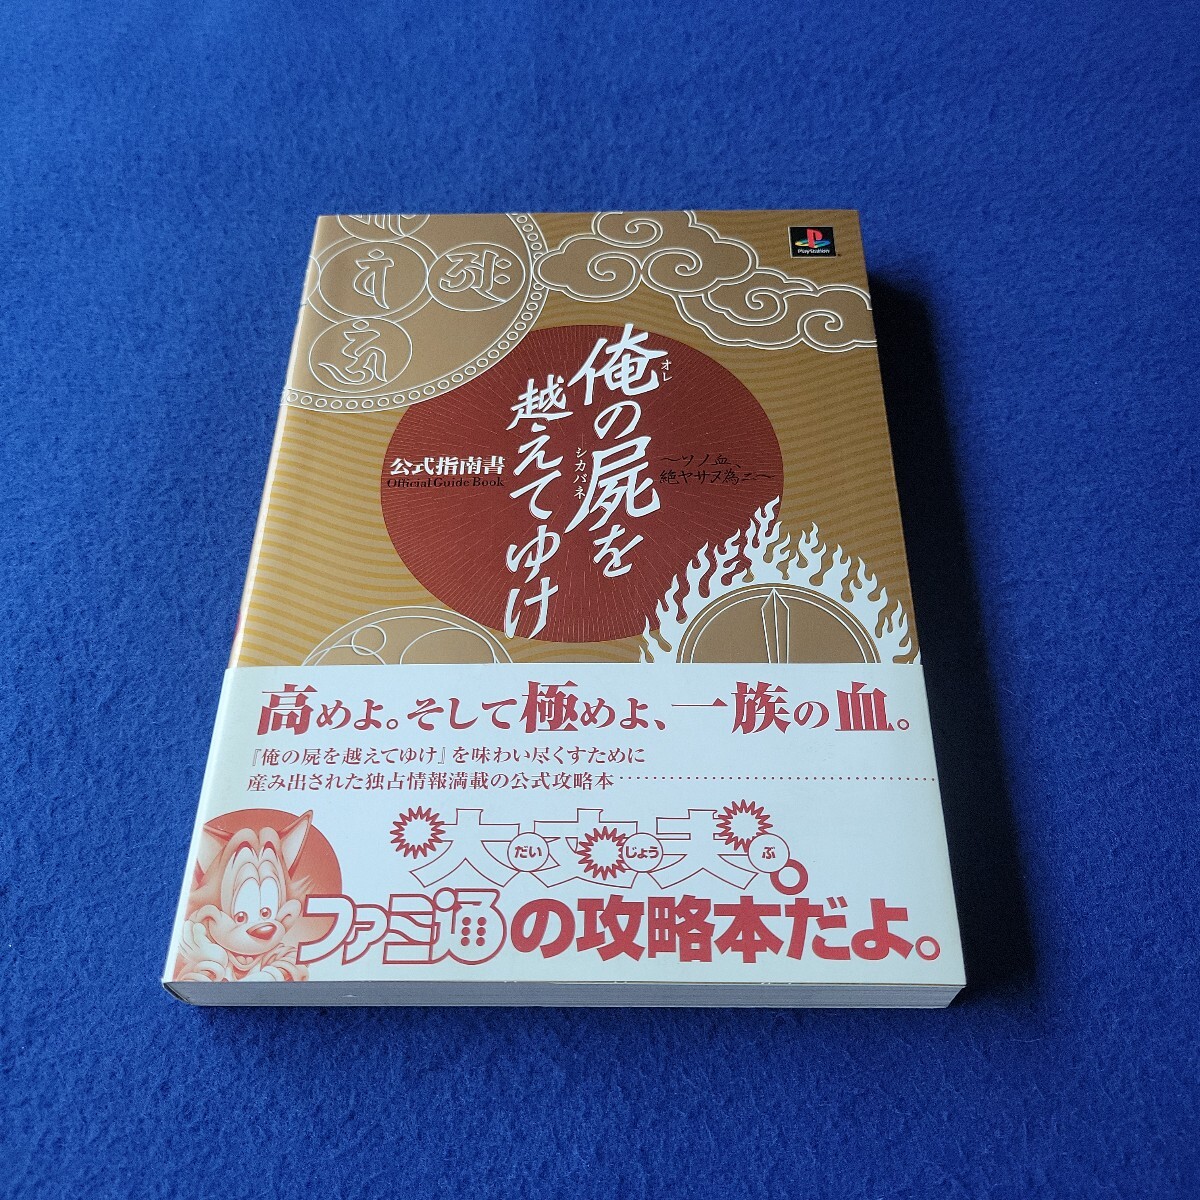 PlayStation
俺の屍を
オレ
シカバネ
越えてゆけ
～ソノ血、
絶ヤサヌ為ニ～
公式指南書
Official Guide Book
高めよ。そして極めよ、一族の血。
『俺の屍を越えてゆけ』を味わい尽くすために
産み出された独占情報満載の公式攻略本
大丈夫。
だい じょう ぶ
ファミ通の攻略本だよ。